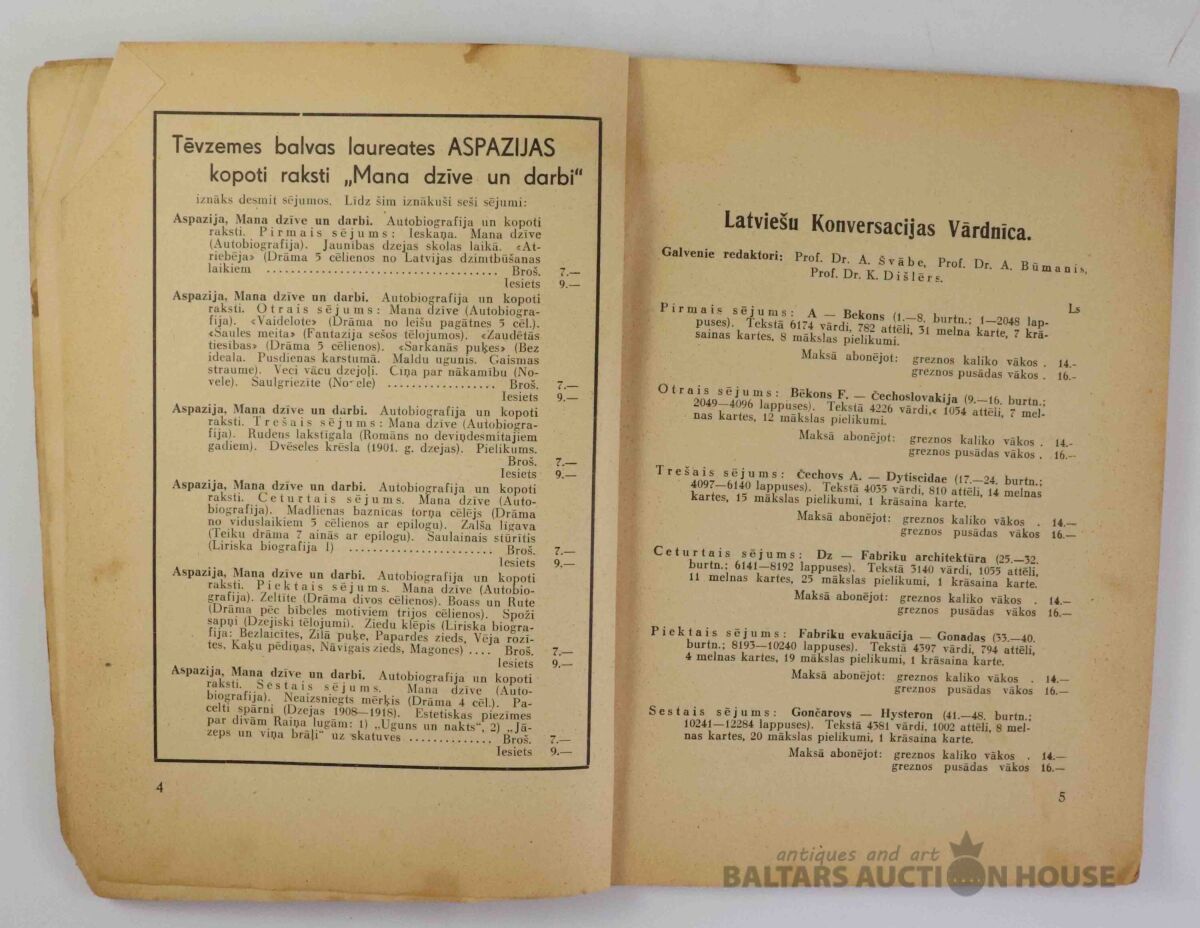 Tēvzemes balvas laureates ASPAZIJAS
kopoti raksti „Mana dzīve un darbi“
iznāks desmit sējumos. Līdz šim iznākuši seši sējumi:
Aspazija, Mana dzīve un darbi. Autobiografija un kopoti
raksti. Pirmais sējums: Ieskaņa. Mana dzīve
(Autobiografija). Jaunības dzejas skolas laikā. «At-
riebēja» (Drāma 5 cēlienos no Latvijas dzimtbūšanas
laikiem ........................................ Broš. 7.—
Iesiets 9.—
Aspazija, Mana dzīve un darbi. Autobiografija un kopoti
raksti. Otrais sējums: Mana dzīve (Autobiogra-
fija). «Vaidelote» (Drāma no leišu pagātnes 5 cēl.).
«Saules meita» (Fantazija sešos tēlojumos). «Zaudētās
tiesības» (Drāma 5 cēlienos). «Sarkanās puķes» (Bez
ideala. Pusdienas karstumā. Maldu ugunis. Gaismas
straume). Veci vācu dzejoļi. Cīņa par nākamību (No-
vele). Saulgriezīte (Novele) .................. Broš. 7.—
Iesiets 9.—
Aspazija, Mana dzīve un darbi. Autobiografija un kopoti
raksti. Trešais sējums: Mana dzīve (Autobiogra-
fija). Rudens lakstīgala (Romāns no deviņdesmitajiem
gadiem). Dvēseles krēsla (1901. g. dzejas). Pielikums.
Broš. 7.—
Iesiets 9.—
Aspazija, Mana dzīve un darbi. Autobiografija un kopoti
raksti. Ceturtais sējums. Mana dzīve (Auto-
biografija). Madlienas baznīcas torņa cēlējs (Drāma
no viduslaikiem 5 cēlienos ar epilogu). Zalša līgava
(Teiku drāma 7 ainās ar epilogu). Saulainais stūrītis
(Liriska biografija I) ........................ Broš. 7.—
Iesiets 9.—
Aspazija, Mana dzīve un darbi. Autobiografija un kopoti
raksti. Piektais sējums. Mana dzīve (Autobio-
grafija). Zeltīte (Drāma divos cēlienos). Boass un Rute
(Drāma pēc bībeles motiviem trijos cēlienos). Spoži
sapņi (Dzejiski tēlojumi). Ziedu klēpis (Liriska biogra-
fija: Bezlaicītes, Zilā puķe, Papardes zieds, Vēja rozī-
tes, Kaķu pēdiņas, Nāvīgais zieds, Magones) .... Broš. 7.—
Iesiets 9.—
Aspazija, Mana dzīve un darbi. Autobiografija un kopoti
raksti. Sestais sējums. Mana dzīve (Auto-
biografija). Neaizsniegts mērķis (Drāma 4 cēl.). Pa-
celti spārni (Dzejas 1908—1918). Estetiskas piezīmes
par divām Raiņa lugām: 1) „Uguns un nakts“, 2) „Jā-
zeps un viņa brāļi“ uz skatuves .............. Broš. 7.—
Iesiets 9.—
4
Latviešu Konversacijas Vārdnīca.
Galvenie redaktori: Prof. Dr. A. Švābe, Prof. Dr. A. Būmanis,
Prof. Dr. K. Dišlērs.
Ls
Pirmais sējums: A — Bekons (1.—8. burtn.; 1—2048 lap-
puses). Tekstā 6174 vārdi, 782 attēli, 31 melna karte, 7 krā-
sainas kartes, 8 mākslas pielikumi.
Maksā abonējot: greznos kaliko vākos . 14.-
greznos pusādas vākos . 16.-
Otrais sējums: Bēkons F. — Čechoslovakija (9.—16. burtn.;
2049—4096 lappuses). Tekstā 4226 vārdi,« 1054 attēli, 7 mel-
nas kartes, 12 mākslas pielikumi.
Maksā abonējot: greznos kaliko vākos . 14.-
greznos pusādas vākos . 16.—
Trešais sējums: Čechovs A. — Dytiscidae (17.—24. burtn.;
4097—6140 lappuses). Tekstā 4035 vārdi, 810 attēli, 14 melnas
kartes, 15 mākslas pielikumi, 1 krāsaina karte.
Maksā abonējot: greznos kaliko vākos . 14.—
greznos pusādas vākos 16.—
Ceturtais sējums: Dz — Fabriku architektūra (25.—32.
burtn.; 6141—8192 lappuses). Tekstā 3140 vārdi, 1055 attēli,
11 melnas kartes, 25 mākslas pielikumi, 1 krāsaina karte.
Maksā abonējot: greznos kaliko vākos . 14.—
greznos pusādas vākos 16.—
Piektais sējums: Fabriku evakuācija — Gonadas (33.—40.
burtn.; 8193—10240 lappuses). Tekstā 4397 vārdi, 794 attēli,
4 melnas kartes, 19 mākslas pielikumi, 1 krāsaina karte.
Maksā abonējot: greznos kaliko vākos . 14.—
greznos pusādas vākos 16.—
Sestais sējums: Gončarovs — Hysteron (41.—48. burtn.;
10241—12284 lappuses). Tekstā 4381 vārdi, 1002 attēli, 8 mel-
nas kartes, 20 mākslas pielikumi, 1 krāsaina karte.
Maksā abonējot: greznos kaliko vākos . 14.—
greznos pusādas vākos 16.—
5
antiques and art
BALTARS AUCTION HOUSE